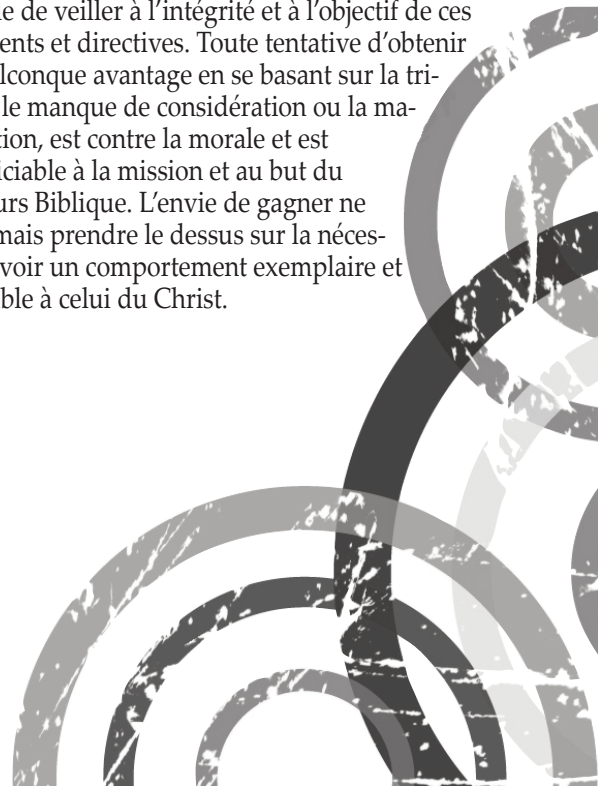 e de veiller à l’intégrité et à l’objectif de ces
ents et directives. Toute tentative d’obtenir
lconque avantage en se basant sur la tri-
le manque de considération ou la ma-
tion, est contre la morale et est
iciable à la mission et au but du
urs Biblique. L’envie de gagner ne
mais prendre le dessus sur la néces-
voir un comportement exemplaire et
ble à celui du Christ.